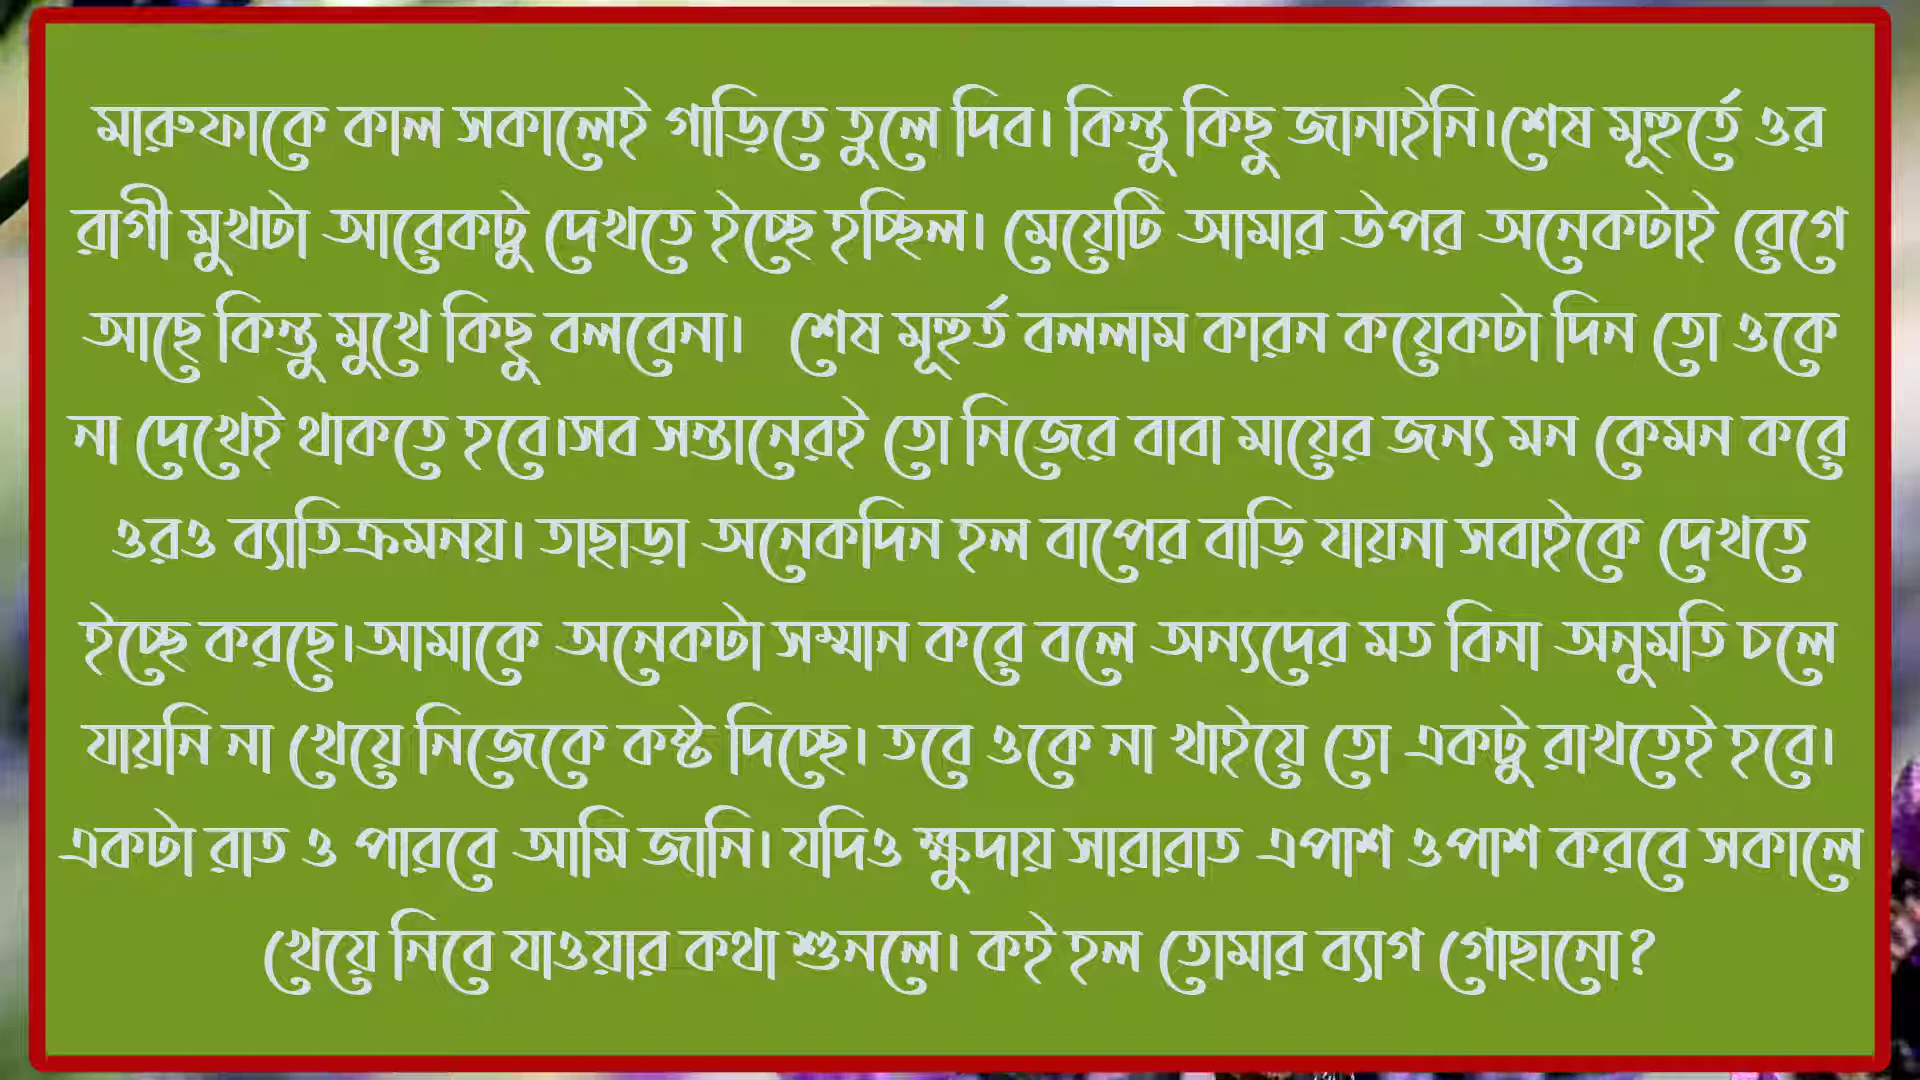 মারুফাকে কাল সকালেই গাড়িতে তুলে দিব। কিন্তু কিছু জানাইনি।শেষ মূহুর্তে ওর
রাগী মুখটা আরেকটু দেখতে ইচ্ছে হচ্ছিল। মেয়েটি আমার উপর অনেকটাই রেগে
আছে কিন্তু মুখে কিছু বলবেনা। শেষ মূহুর্ত বললাম কারন কয়েকটা দিন তো ওকে
না দেখেই থাকতে হবে।সব সন্তানেরই তো নিজের বাবা মায়ের জন্য মন কেমন করে
ওরও ব্যাতিক্রমনয়। তাছাড়া অনেকদিন হল বাপের বাড়ি যায়না সবাইকে দেখতে
ইচ্ছে করছে।আমাকে অনেকটা সম্মান করে বলে অন্যদের মত বিনা অনুমতি চলে
যায়নি না খেয়ে নিজেকে কষ্ট দিচ্ছে। তবে ওকে না খাইয়ে তো একটু রাখতেই হবে।
একটা রাত ও পারবে আমি জানি। যদিও ক্ষুদায় সারারাত এপাশ ওপাশ করবে সকালে
খেয়ে নিবে যাওয়ার কথা শুনলে। কই হল তোমার ব্যাগ গোছানো?